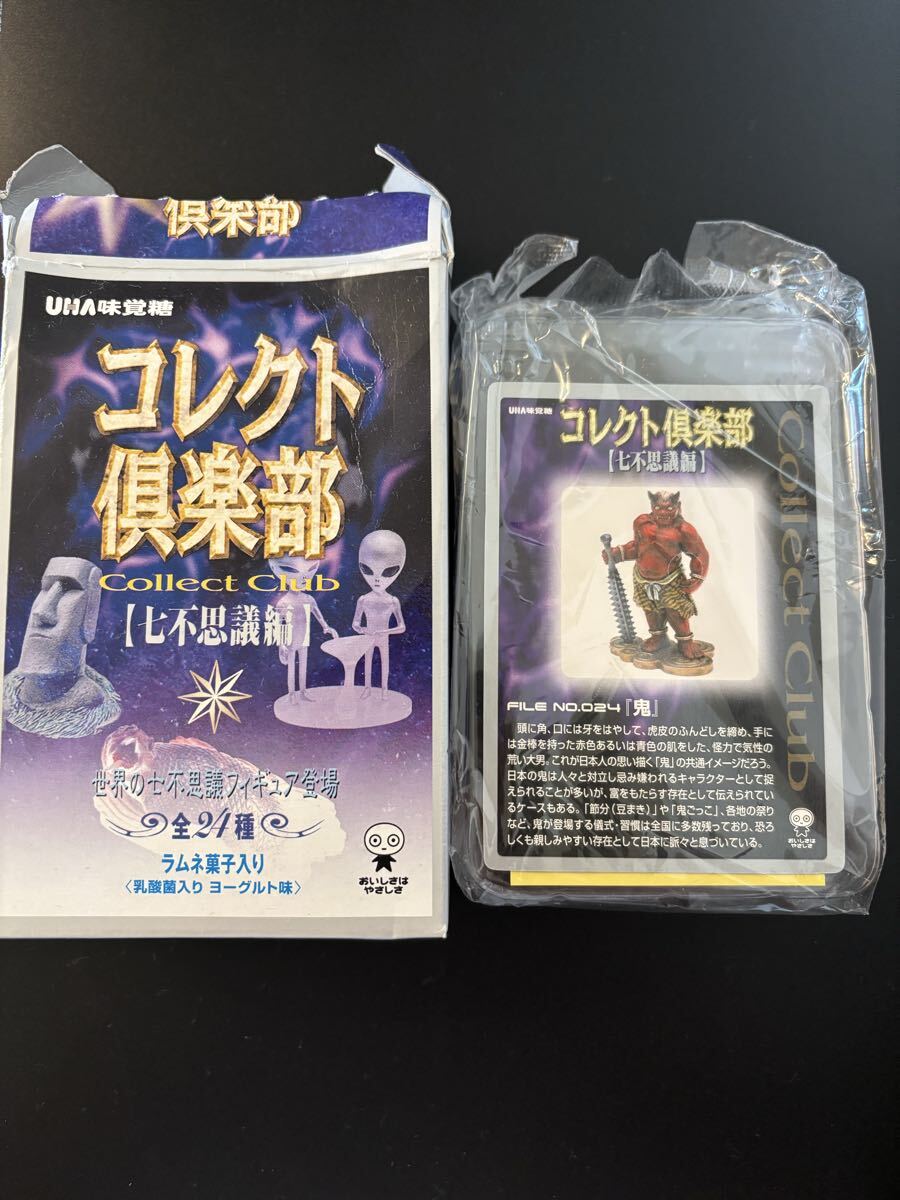 倶楽部
UHA味覚糖
コレクト
倶楽部
Collect Club
【七不思議編】
世界の七不思議フィギュア登場
全24種
ラムネ菓子入り
〈乳酸菌入り ヨーグルト味〉
おいしさは
やさしさ
UHA味覚糖
コレクト倶楽部
【七不思議編】
Collect Club
FILE NO.024『鬼』
頭に角、口には牙をはやして、虎皮のふんどしを締め、手に
は金棒を持った赤色あるいは青色の肌をした、怪力で気性の
荒い大男。これが日本人の思い描く「鬼」の共通イメージだろう。
日本の鬼は人々と対立し忌み嫌われるキャラクターとして捉
えられることが多いが、富をもたらす存在として伝えられてい
るケースもある。「節分（豆まき）」や「鬼ごっこ」、各地の祭り
など、鬼が登場する儀式・習慣は全国に多数残っており、恐ろ
しくも親しみやすい存在として日本に脈々と息づいている。
おいしさは
やさしさ